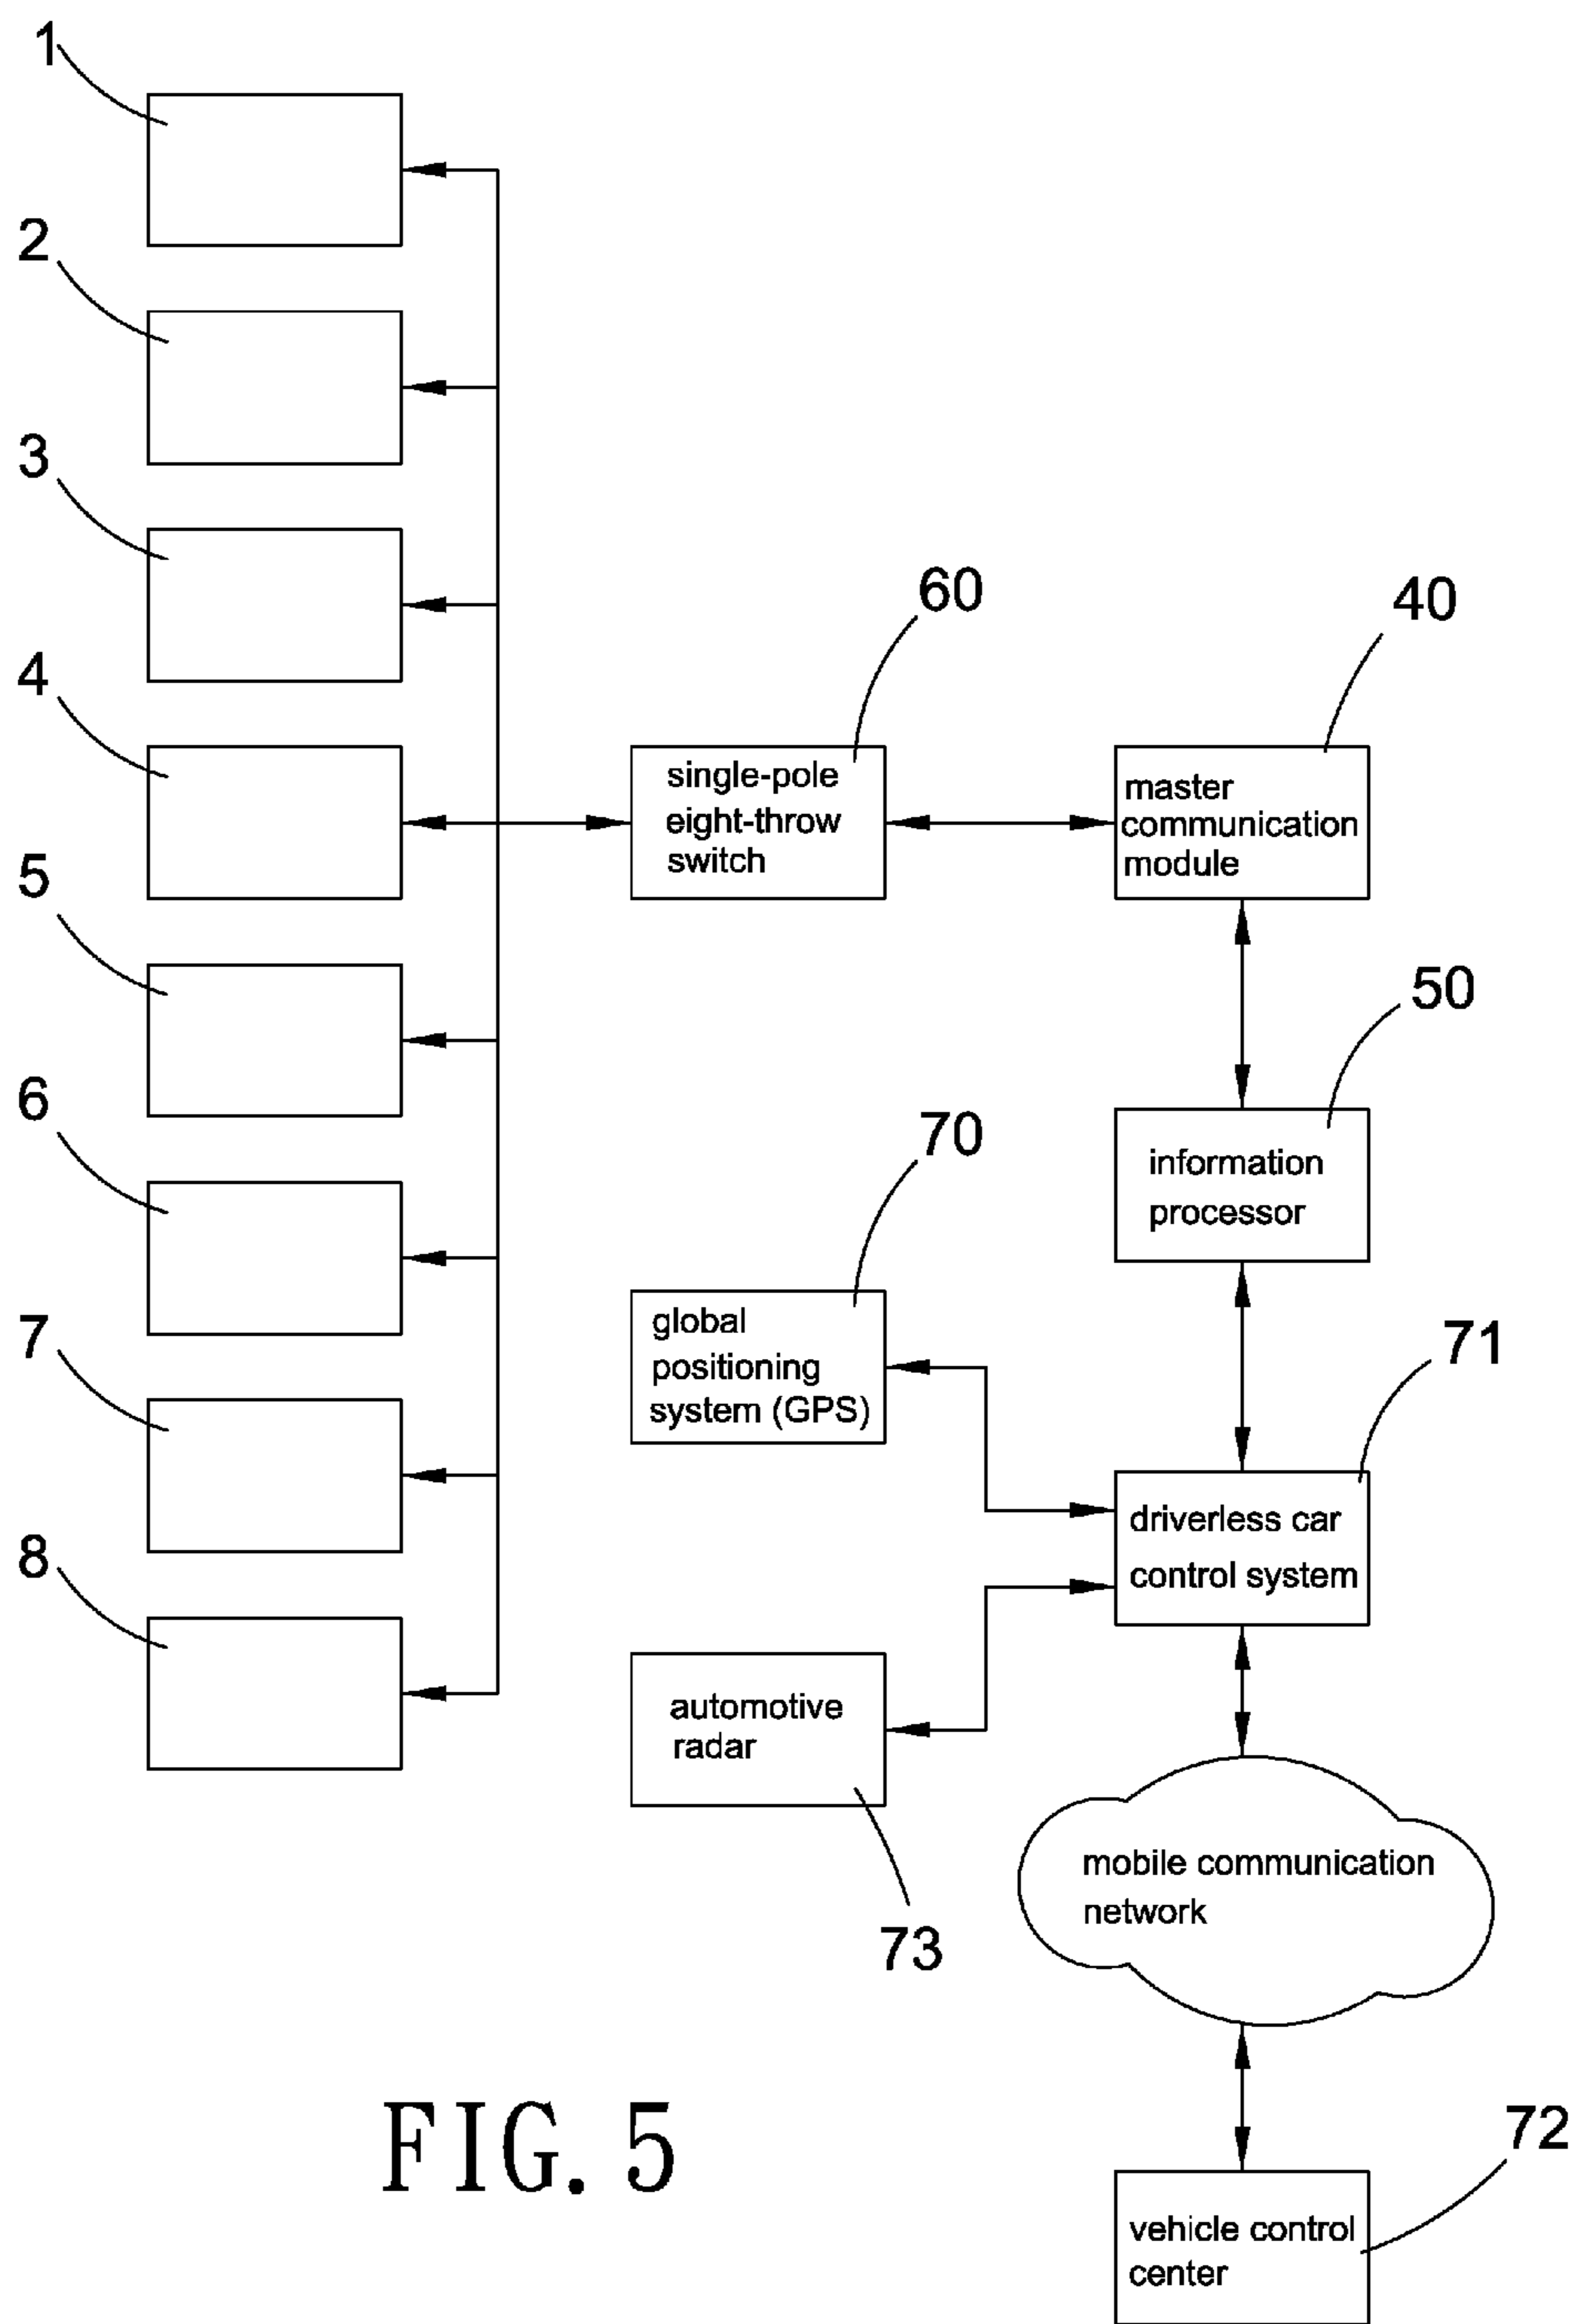 1
2
3
4
5
6
7
8
60
single-pole
eight-throw
switch
40
master
communication
module
50
information
processor
70
global
positioning
system (GPS)
71
driverless car
control system
automotive
radar
73
mobile communication
network
72
vehicle control
center
FIG. 5